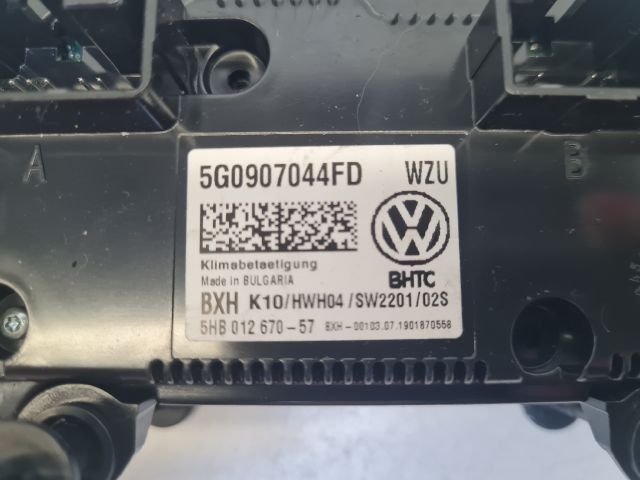 A
B
5G0907044FD WZU
Klimabetaetigung
Made in BULGARIA
BHTC
BXH K10/HWH04/SW2201/02S
5HB 012 670-57 BXH-00103.07.1901870558